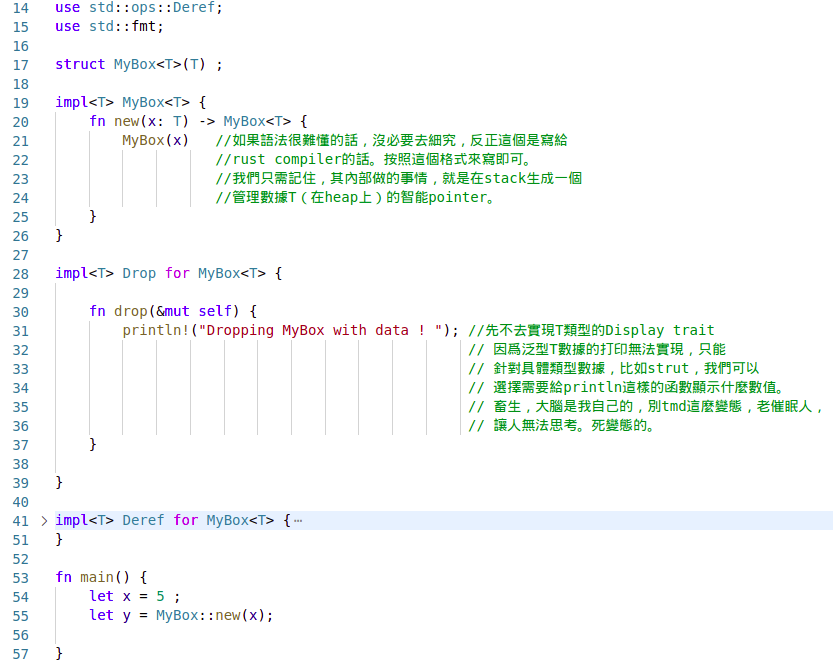 14 use std::ops::Deref;
15 use std::fmt;
16
17 struct MyBox<T>(T) ;
18
19 impl<T> MyBox<T> {
20 fn new(x: T) -> MyBox<T> {
21 MyBox(x) //如果語法很難懂的話，沒必要去細究，反正這個是寫給
22 //rust compiler的話。按照這個格式來寫即可。
23 //我們只需記住，其內部做的事情，就是在stack生成一個
24 //管理數據T（在heap上）的智能pointer。
25 }
26 }
27
28 impl<T> Drop for MyBox<T> {
29
30 fn drop(&mut self) {
31 println!("Dropping MyBox with data ! "); //先不去實現T類型的Display trait
32 // 因爲泛型T數據的打印無法實現，只能
33 // 針對具體類型數據，比如strut，我們可以
34 // 選擇需要給println這樣的函數顯示什麼數值。
35 // 畜生，大腦是我自己的，別tmd這麼變態，老催眠人，
36 // 讓人無法思考。死變態的。
37 }
38
39 }
40
41 impl<T> Deref for MyBox<T> {⋯
51 }
52
53 fn main() {
54 let x = 5 ;
55 let y = MyBox::new(x);
56
57 }